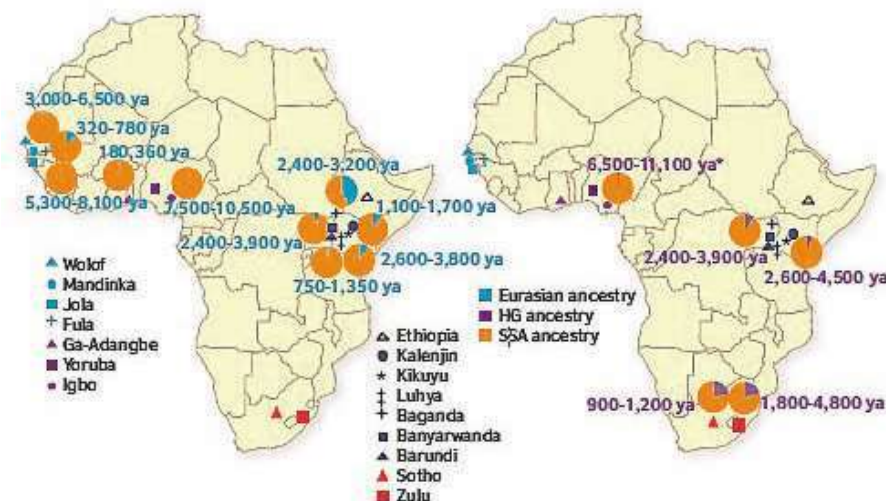 3,000-6,500 ya
320-780 ya
180,360 ya
5,300-8,100 ya
7,500-10,500 ya
2,400-3,200 ya
1,100-1,700 ya
2,400-3,900 ya
2,600-3,800 ya
750-1,350 ya
Wolof
Mandinka
Jola
Fula
Ga-Adangbe
Yoruba
Igbo
Ethiopia
Kalenjin
Kikuyu
Luhya
Baganda
Banyarwanda
Barundi
Sotho
Zulu
6,500-11,100 ya*
2,400-3,900 ya
2,600-4,500 ya
Eurasian ancestry
HG ancestry
SSA ancestry
900-1,200 ya
1,800-4,800 ya